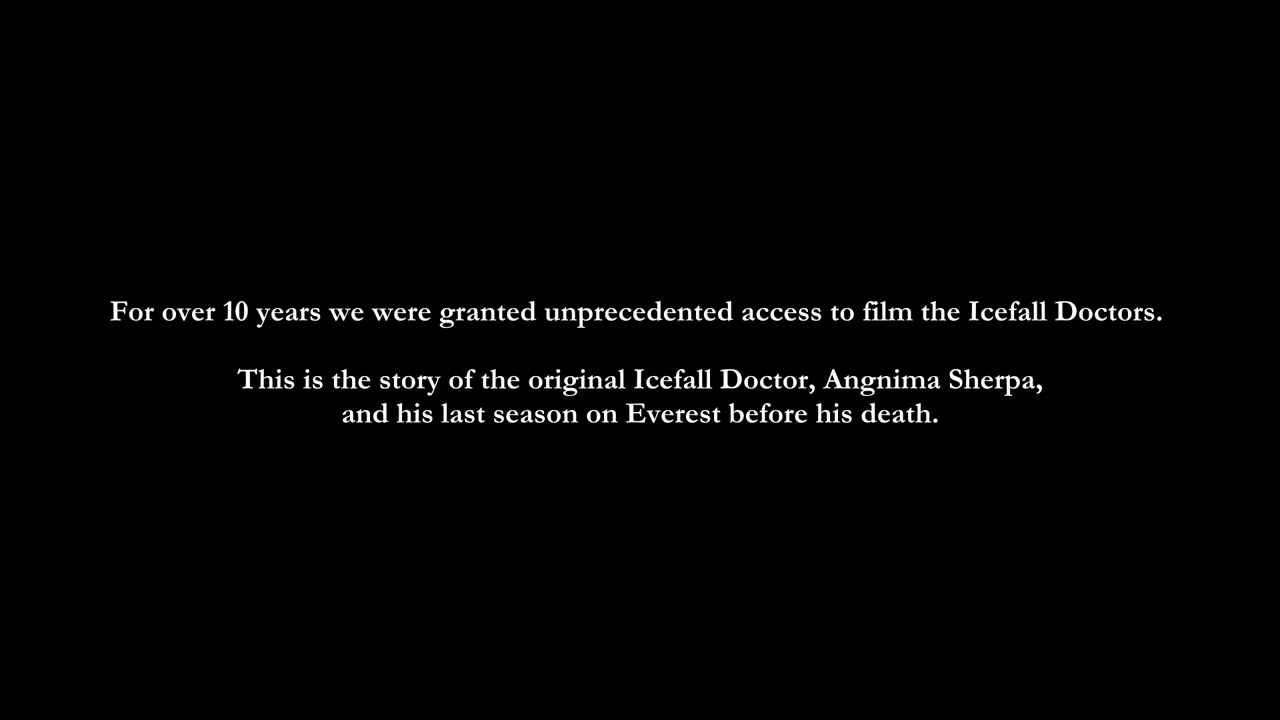 For over 10 years we were granted unprecedented access to film the Icefall Doctors.
This is the story of the original Icefall Doctor, Angnima Sherpa,
and his last season on Everest before his death.